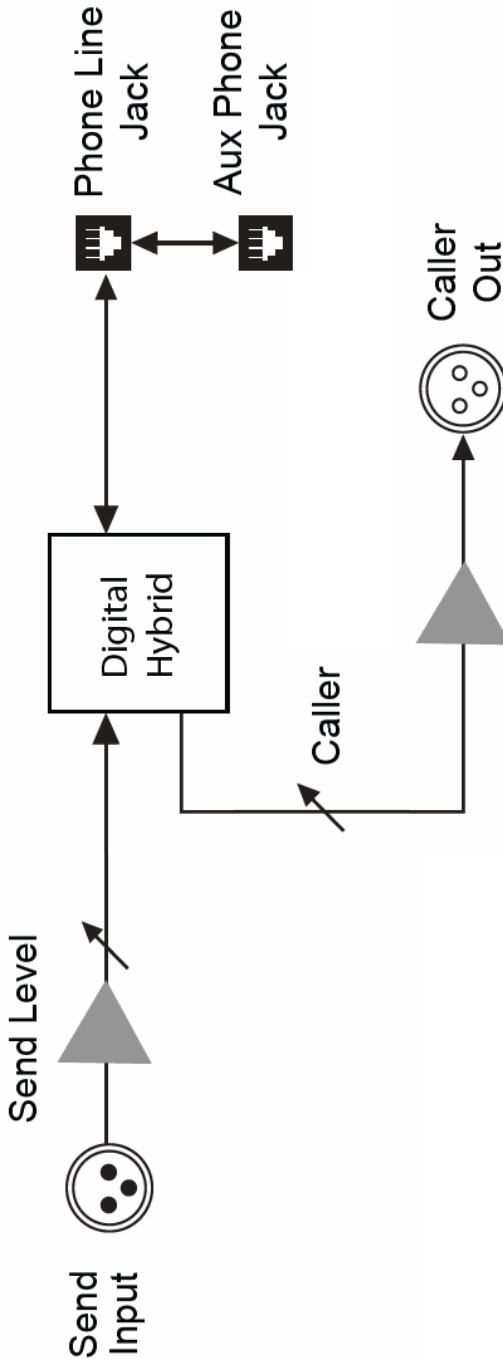 Send
Input
Send Level
Digital
Hybrid
Phone Line
Jack
Aux Phone
Jack
Caller
Caller
Out